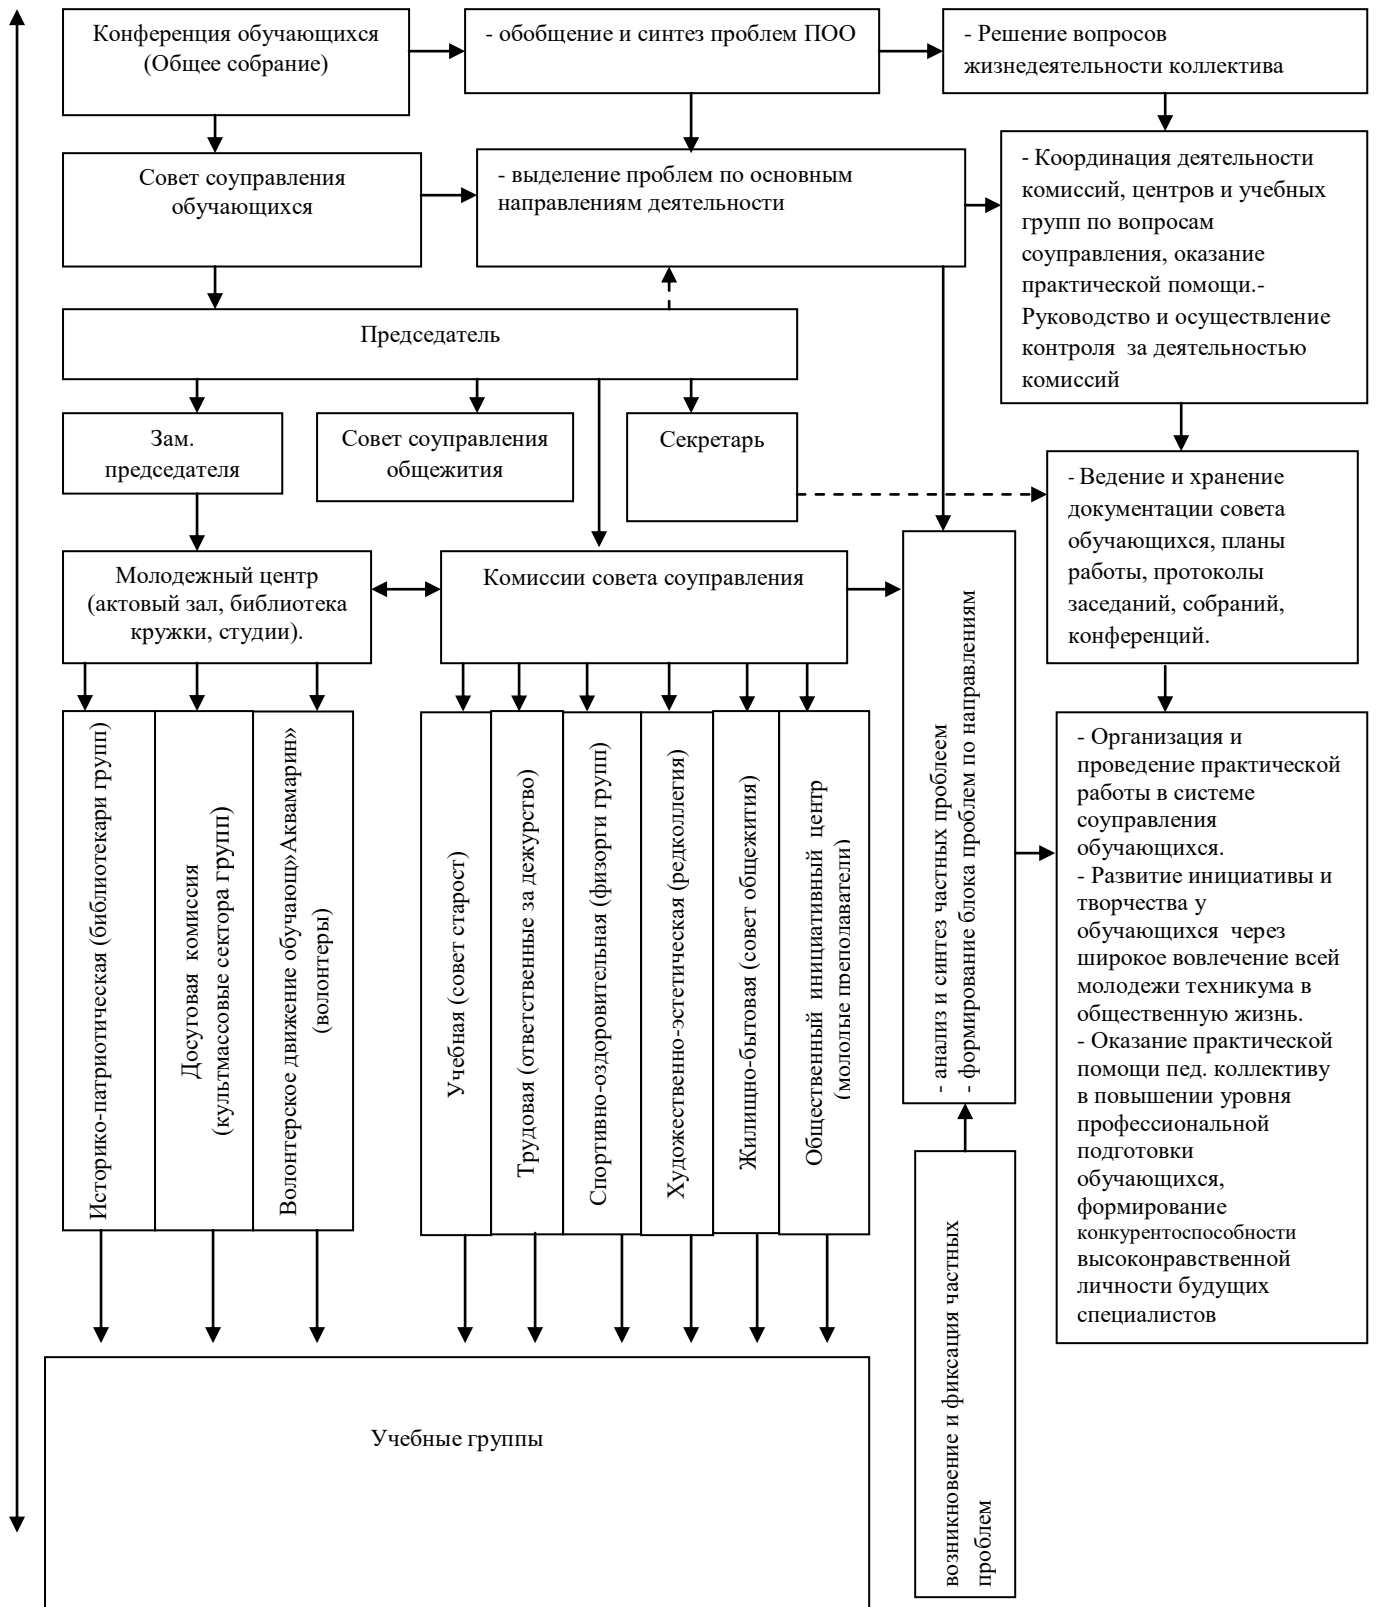 Конференция обучающихся
(Общее собрание)
- обобщение и синтез проблем ПОО
- Решение вопросов
жизнедеятельности коллектива
Совет соуправления
обучающихся
- выделение проблем по основным
направлениям деятельности
- Координация деятельности
комиссий, центров и учебных
групп по вопросам
соуправления, оказание
практической помощи.-
Руководство и осуществление
контроля за деятельностью
комиссий
Председатель
Зам.
председателя
Совет соуправления
общежития
Секретарь
- Ведение и хранение
документации совета
обучающихся, планы
работы, протоколы
заседаний, собраний,
конференций.
Молодежный центр
(актовый зал, библиотека
кружки, студии).
Комиссии совета соуправления
- анализ и синтез частных проблеем
- формирование блока проблем по направлениям
Историко-патриотическая (библиотекари групп)
Досуговая комиссия
(культмассовые сектора групп)
Волонтерское движение обучающ»Аквамарин»
(волонтеры)
Учебная (совет старост)
Трудовая (ответственные за дежурство)
Спортивно-оздоровительная (физорги групп)
Художественно-эстетическая (редколлегия)
Жилищно-бытовая (совет общежития)
Общественный инициативный центр
(молодые преподаватели)
- Организация и
проведение практической
работы в системе
соуправления
обучающихся.
- Развитие инициативы и
творчества у
обучающихся через
широкое вовлечение всей
молодежи техникума в
общественную жизнь.
- Оказание практической
помощи пед. коллективу
в повышении уровня
профессиональной
подготовки
обучающихся,
формирование
конкурентоспособности
высоконравственной
личности будущих
специалистов
возникновение и фиксация частных
проблем
Учебные группы